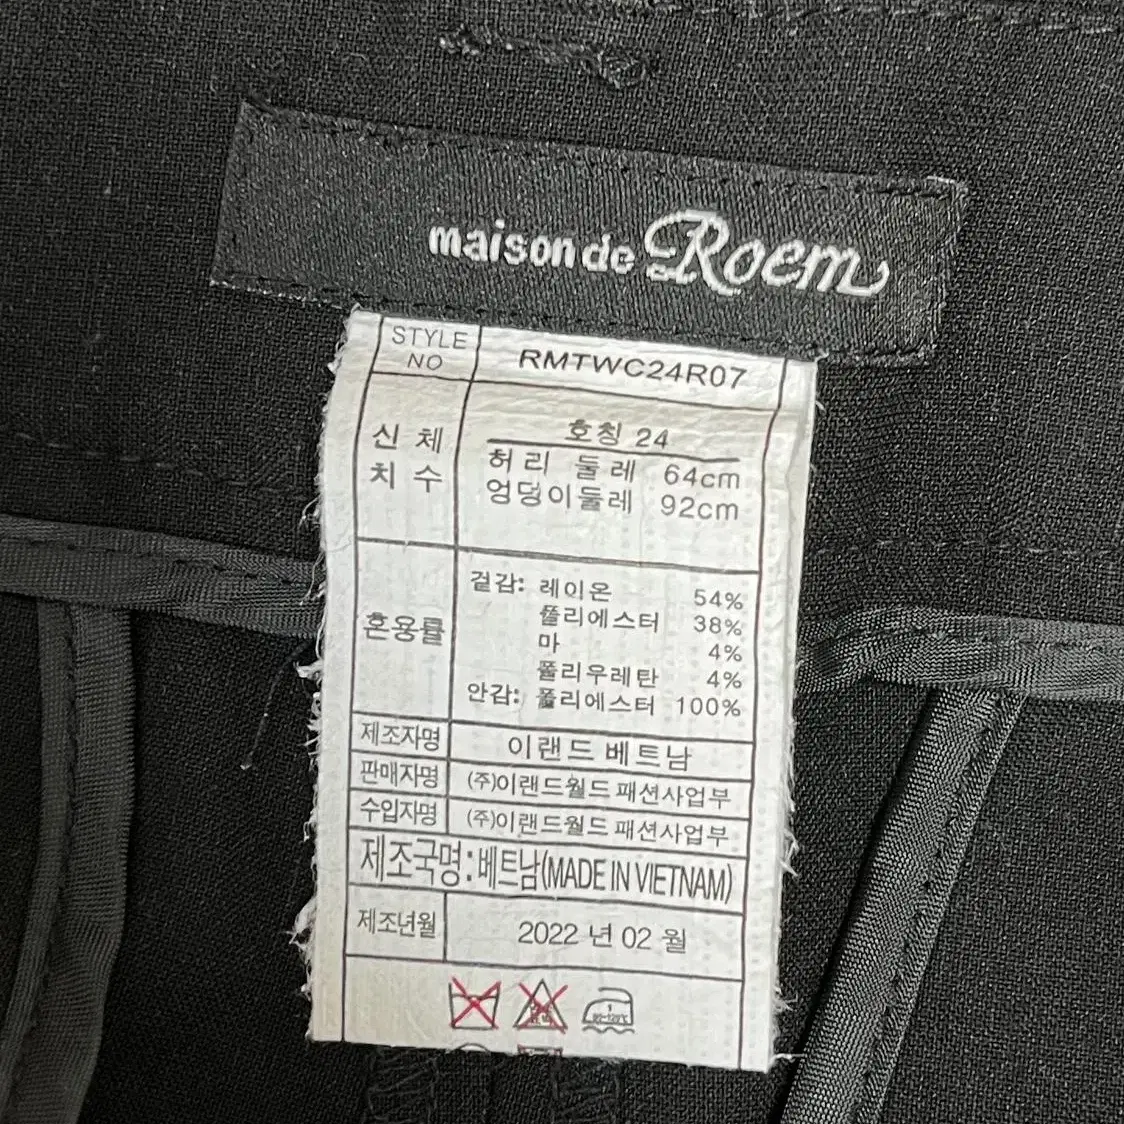 maison de Roem
STYLE NO RMTWC24R07
신체 치수
호칭 24
허리 둘레 64cm
엉덩이둘레 92cm
혼용률
겉감: 레이온 54%
폴리에스터 38%
마 4%
폴리우레탄 4%
안감: 폴리에스터 100%
제조자명 이랜드 베트남
판매자명 (주)이랜드월드 패션사업부
수입자명 (주)이랜드월드 패션사업부
제조국명: 베트남(MADE IN VIETNAM)
제조년월 2022 년 02 월